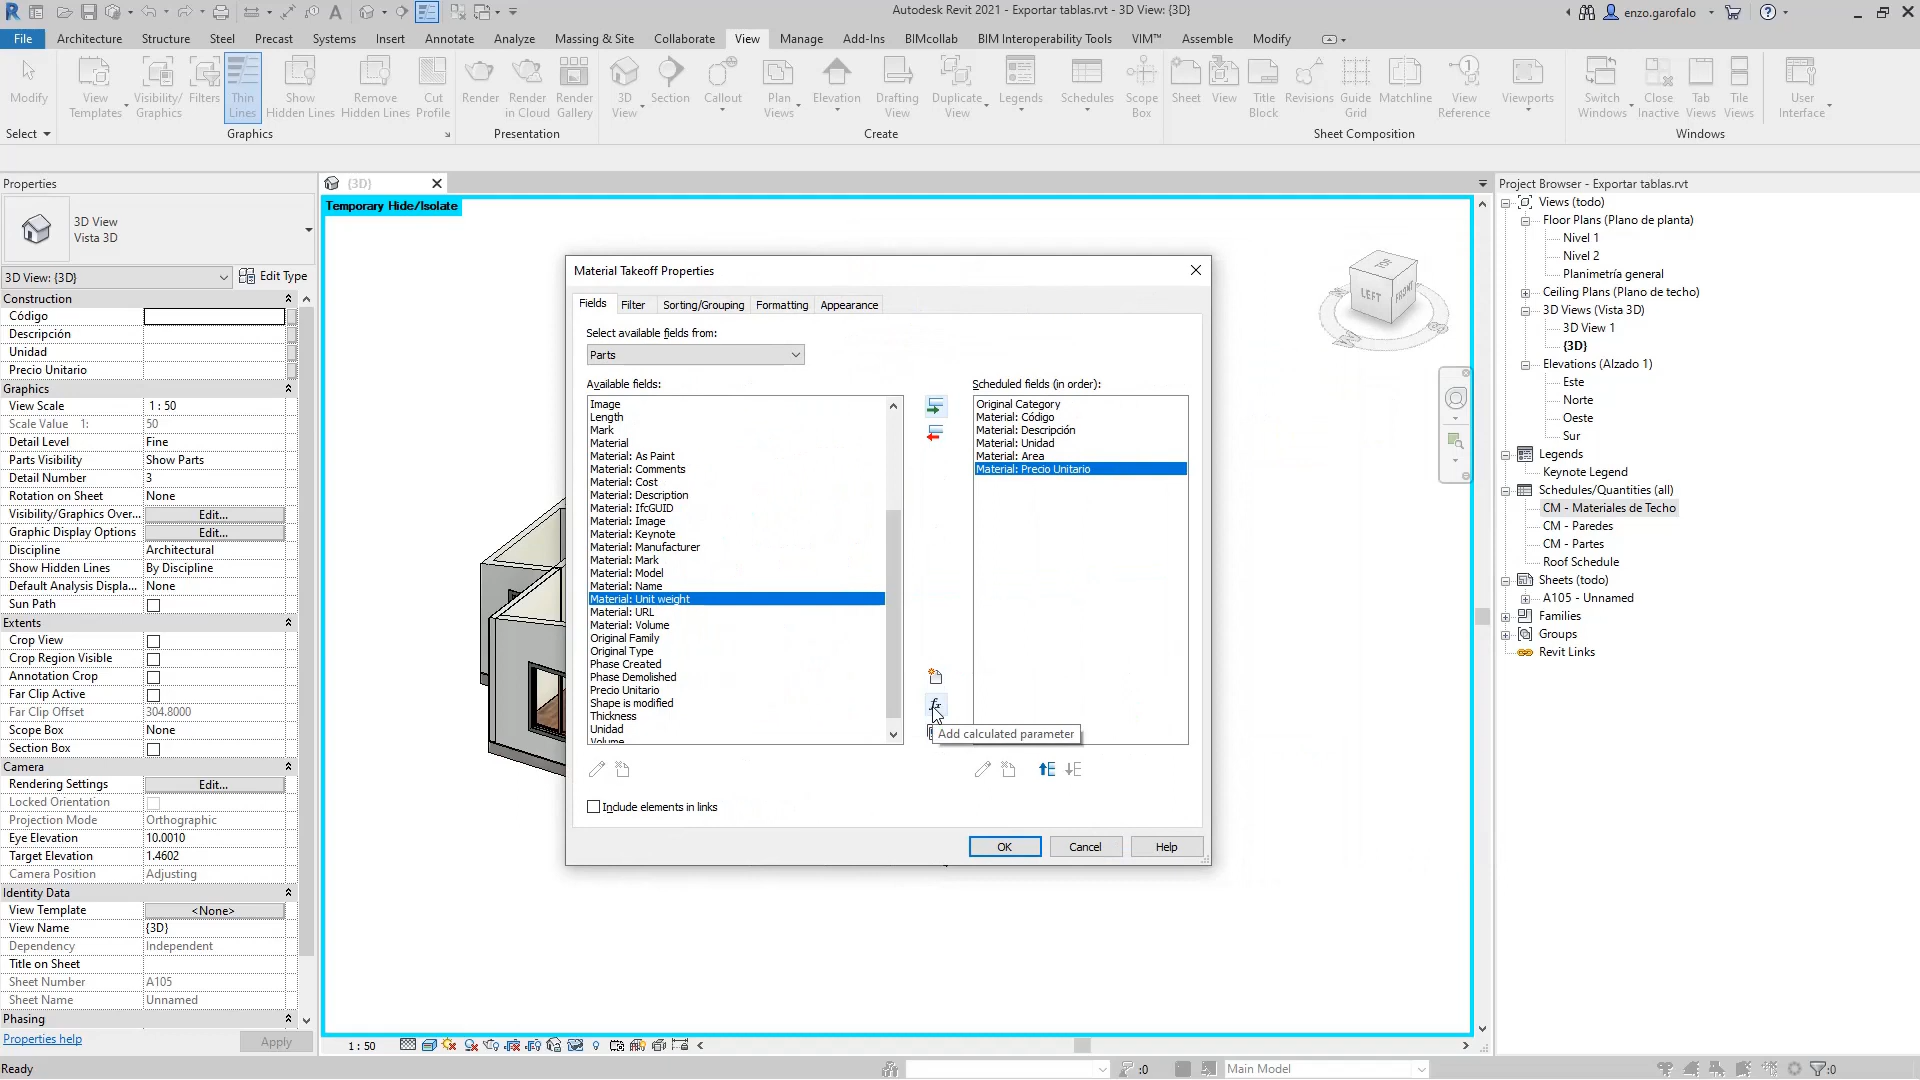 Autodesk Revit 2021 - Exportar tablas.rvt - 3D View: {3D}
enzo.garofalo
File Architecture Structure Steel Precast Systems Insert Annotate Analyze Massing & Site Collaborate View Manage Add-Ins BIMcollab BIM Interoperability Tools VIM™ Assemble Modify
Modify
View Templates
Visibility/ Graphics
Filters
Thin Lines
Show Hidden Lines
Remove Hidden Lines
Cut Profile
Render
Render in Cloud
Render Gallery
3D View
Section
Callout
Plan Views
Elevation
Drafting View
Duplicate View
Legends
Schedules
Scope Box
Sheet
View
Title Block
Revisions
Guide Grid
Matchline
View Reference
Viewports
Switch Windows
Close Inactive
Tab Views
Tile Views
User Interface
Select
Graphics
Presentation
Create
Sheet Composition
Windows
Properties
3D View
Vista 3D
3D View: {3D}
Edit Type
Construction
Código
Descripción
Unidad
Precio Unitario
Graphics
View Scale 1 : 50
Scale Value 1: 50
Detail Level Fine
Parts Visibility Show Parts
Detail Number 3
Rotation on Sheet None
Visibility/Graphics Over... Edit...
Graphic Display Options Edit...
Discipline Architectural
Show Hidden Lines By Discipline
Default Analysis Displa... None
Sun Path
Extents
Crop View
Crop Region Visible
Annotation Crop
Far Clip Active
Far Clip Offset 304.8000
Scope Box None
Section Box
Camera
Rendering Settings Edit...
Locked Orientation
Projection Mode Orthographic
Eye Elevation 10.0010
Target Elevation 1.4602
Camera Position Adjusting
Identity Data
View Template <None>
View Name {3D}
Dependency Independent
Title on Sheet
Sheet Number A105
Sheet Name Unnamed
Phasing
Properties help
Apply
{3D}
Temporary Hide/Isolate
TOP
LEFT
FRONT
Material Takeoff Properties
Fields Filter Sorting/Grouping Formatting Appearance
Select available fields from:
Parts
Available fields:
Image
Length
Mark
Material
Material: As Paint
Material: Comments
Material: Cost
Material: Description
Material: IfcGUID
Material: Image
Material: Keynote
Material: Manufacturer
Material: Mark
Material: Model
Material: Name
Material: Unit weight
Material: URL
Material: Volume
Original Family
Original Type
Phase Created
Phase Demolished
Precio Unitario
Shape is modified
Thickness
Unidad
Volume
Scheduled fields (in order):
Original Category
Material: Código
Material: Descripción
Material: Unidad
Material: Area
Material: Precio Unitario
fx
Add calculated parameter
Include elements in links
OK Cancel Help
Project Browser - Exportar tablas.rvt
Views (todo)
Floor Plans (Plano de planta)
Nivel 1
Nivel 2
Planimetría general
Ceiling Plans (Plano de techo)
3D Views (Vista 3D)
3D View 1
{3D}
Elevations (Alzado 1)
Este
Norte
Oeste
Sur
Legends
Keynote Legend
Schedules/Quantities (all)
CM - Materiales de Techo
CM - Paredes
CM - Partes
Roof Schedule
Sheets (todo)
A105 - Unnamed
Families
Groups
Revit Links
1 : 50
Ready
:0
Main Model
:0